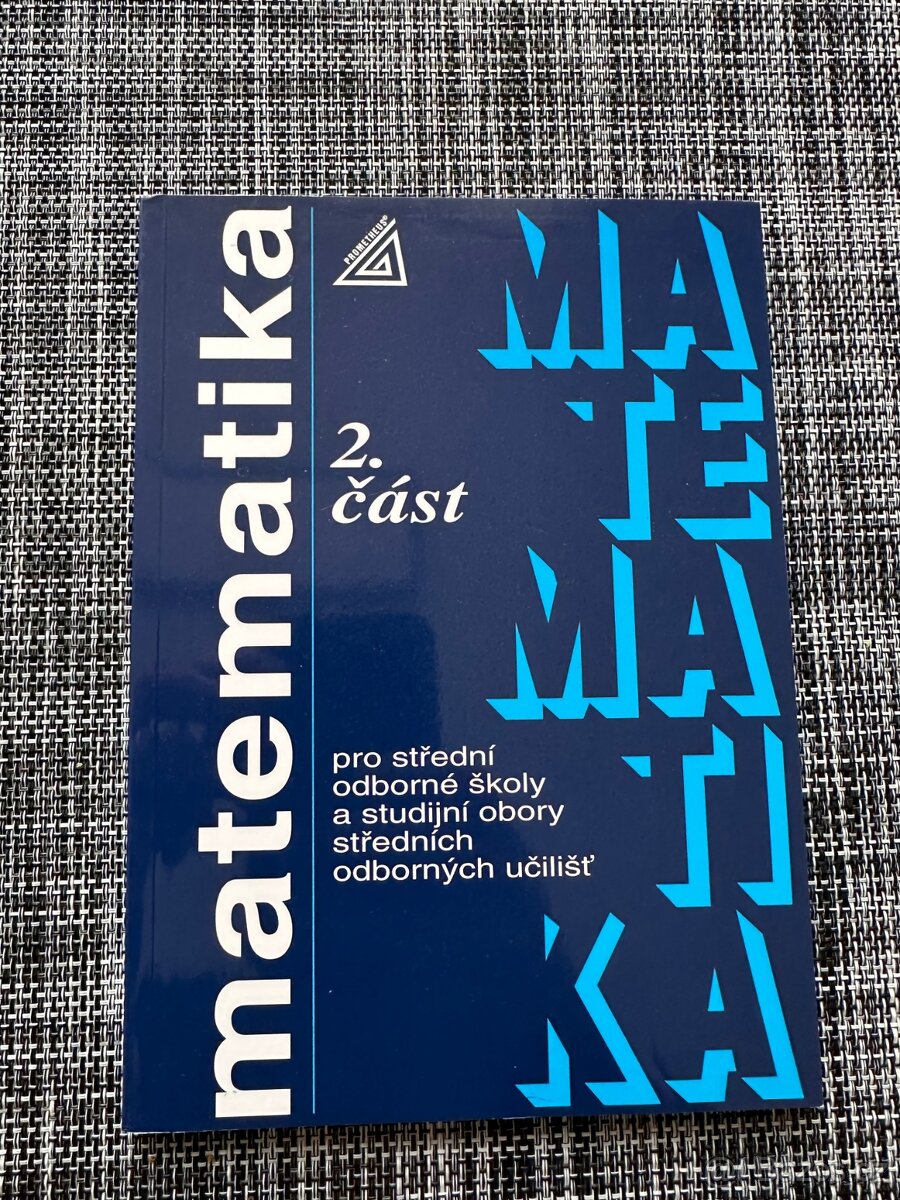 matematika
PROMETHEUS®
MA
TE
MA
TI
KA
2.
část
pro střední
odborné školy
a studijní obory
středních
odborných učilišť